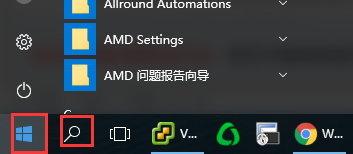 Allround Automations
AMD Settings
AMD 问题报告向导
V...
W...